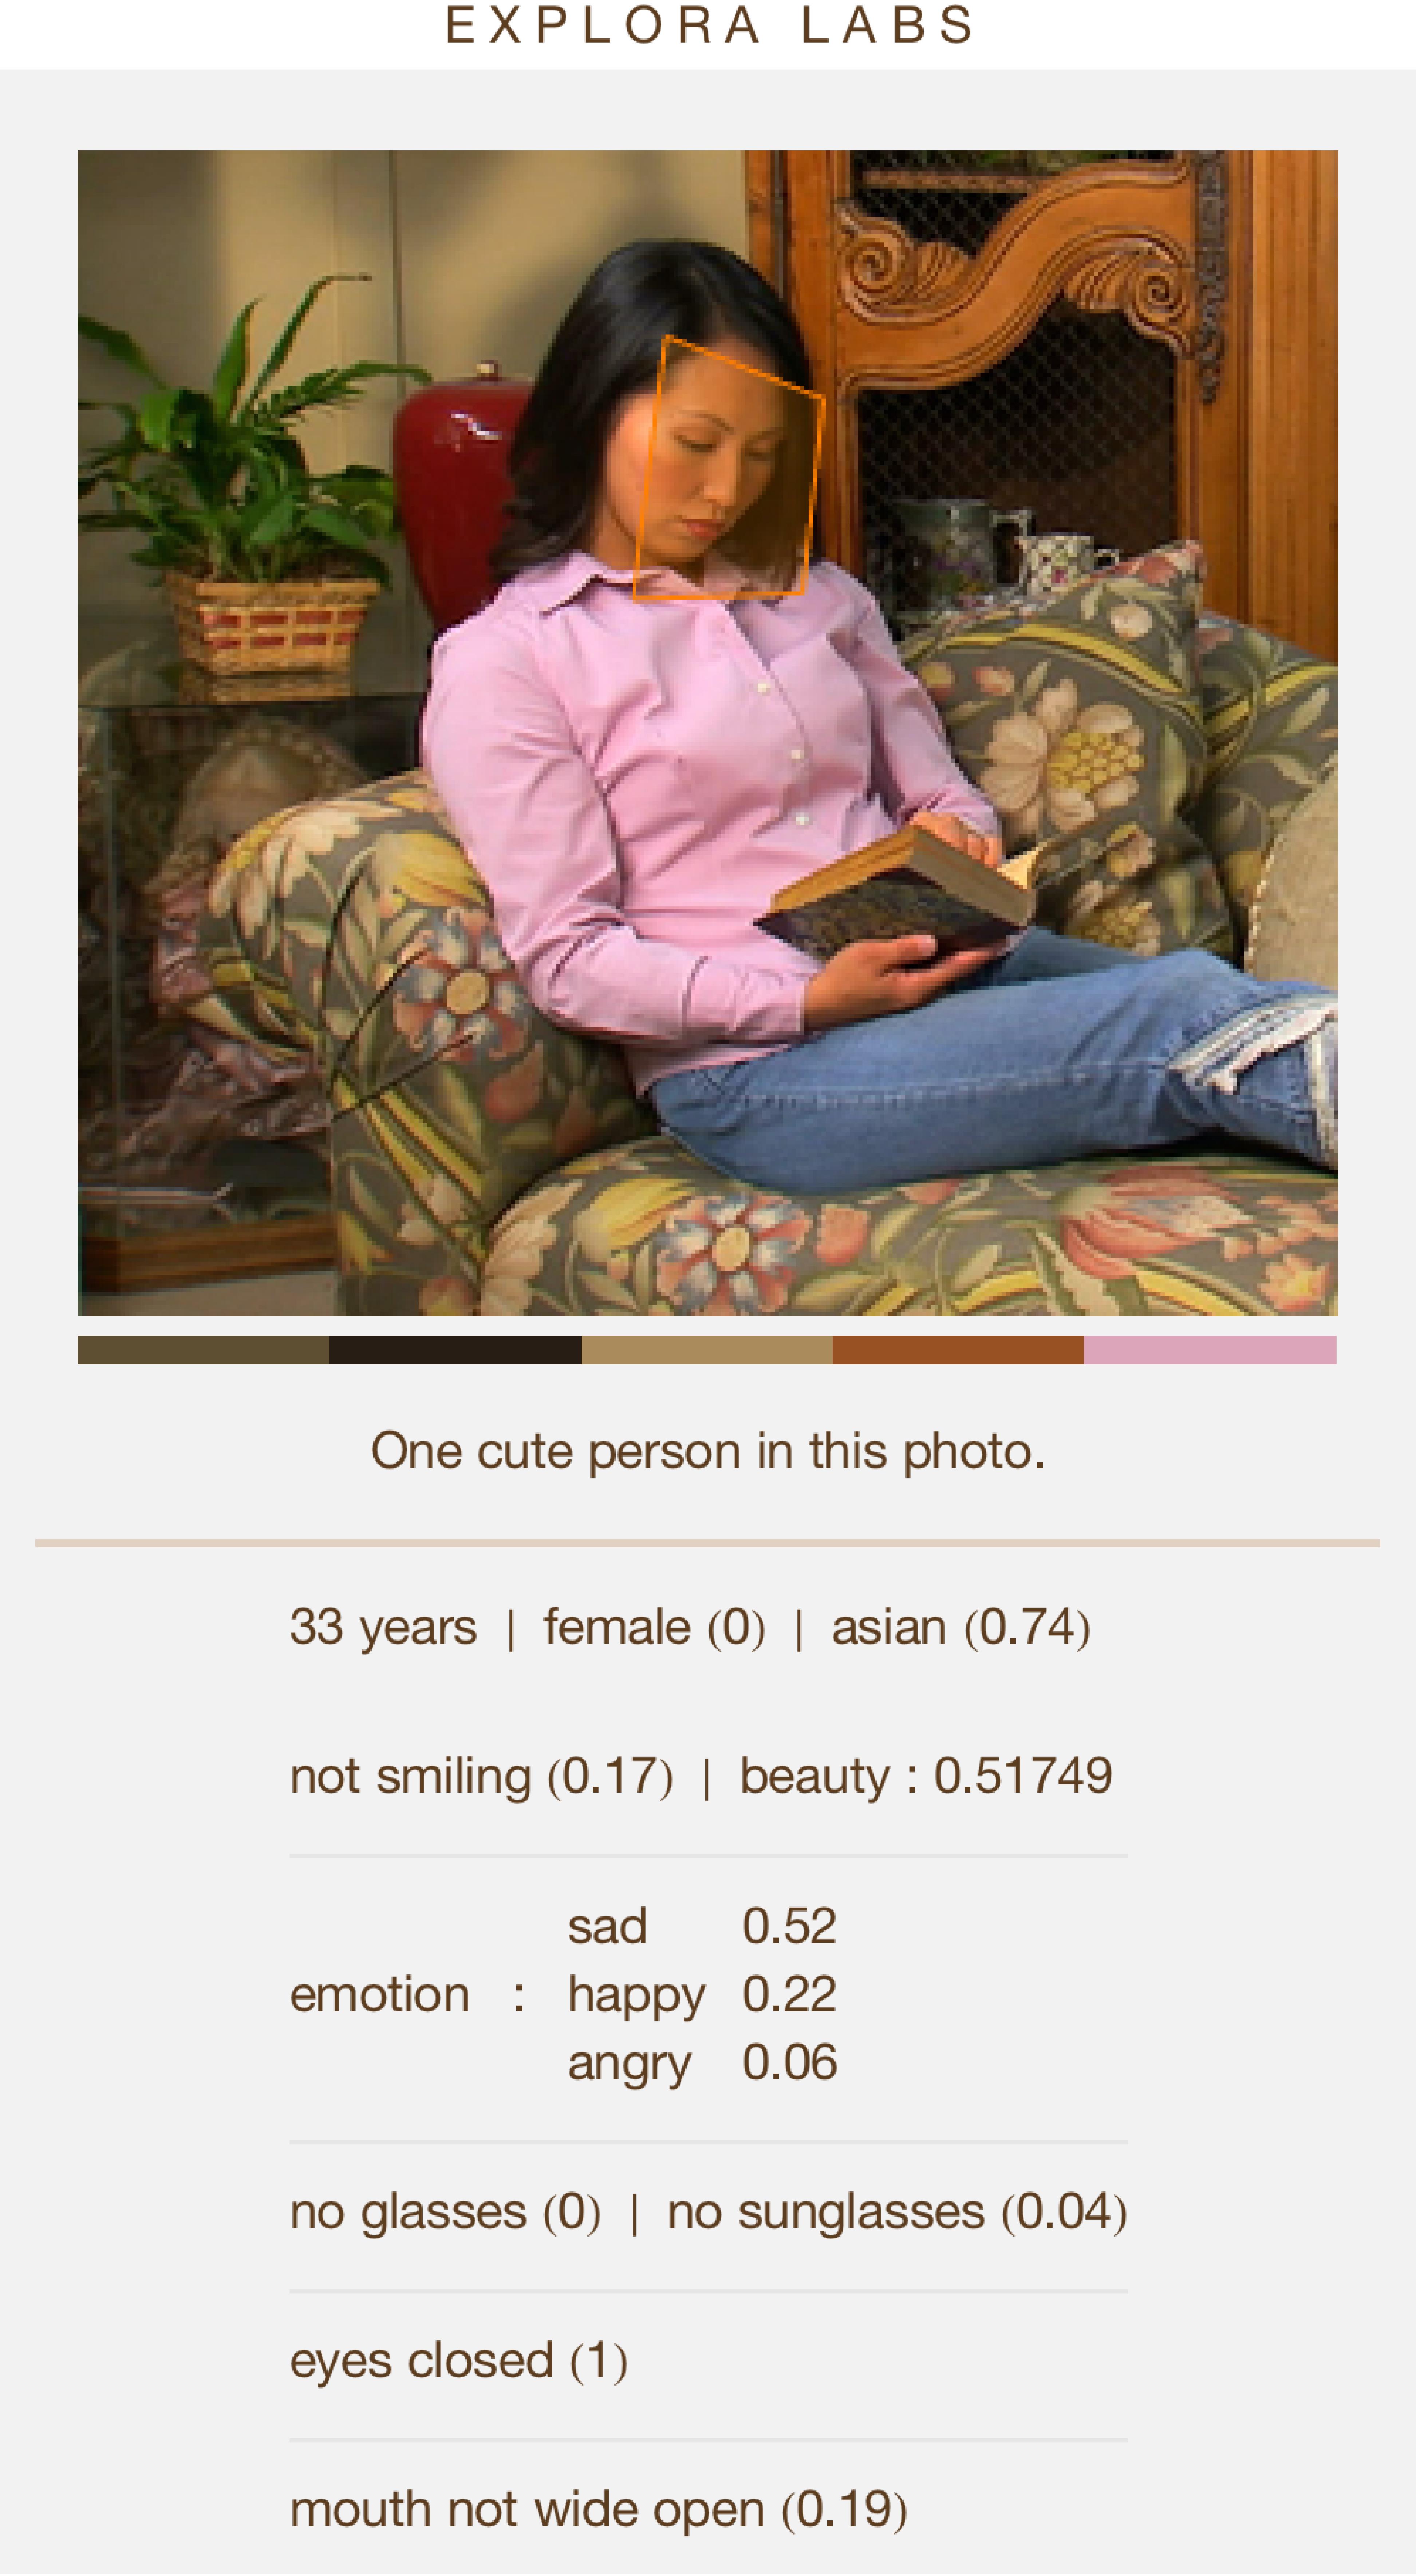 EXPLORA LABS
One cute person in this photo.
33 years | female (0) | asian (0.74)
not smiling (0.17) | beauty : 0.51749
sad 0.52
emotion : happy 0.22
angry 0.06
no glasses (0) | no sunglasses (0.04)
eyes closed (1)
mouth not wide open (0.19)